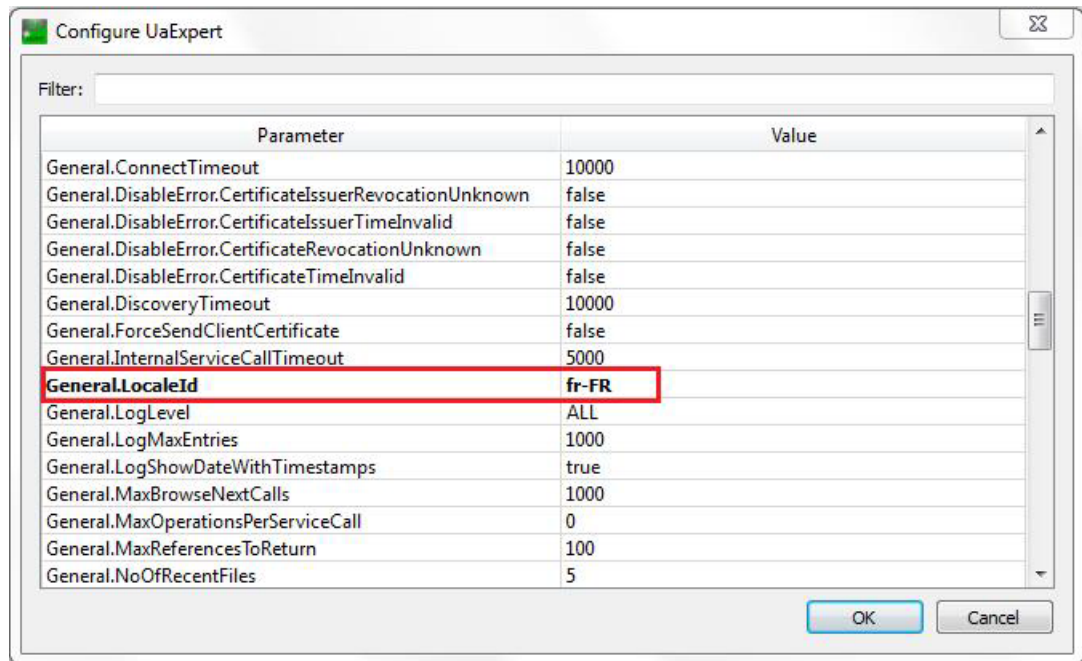 Configure UaExpert
Filter:
Parameter Value
General.ConnectTimeout 10000
General.DisableError.CertificateIssuerRevocationUnknown false
General.DisableError.CertificateIssuerTimeInvalid false
General.DisableError.CertificateRevocationUnknown false
General.DisableError.CertificateTimeInvalid false
General.DiscoveryTimeout 10000
General.ForceSendClientCertificate false
General.InternalServiceCallTimeout 5000
General.LocaleId fr-FR
General.LogLevel ALL
General.LogMaxEntries 1000
General.LogShowDateWithTimestamps true
General.MaxBrowseNextCalls 1000
General.MaxOperationsPerServiceCall 0
General.MaxReferencesToReturn 100
General.NoOfRecentFiles 5
OK Cancel